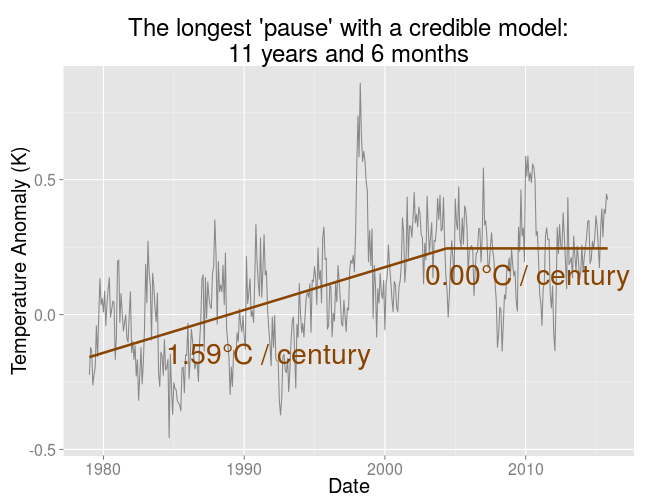 The longest 'pause' with a credible model:
11 years and 6 months
Temperature Anomaly (K)
0.5
0.0
-0.5
0.00°C / century
1.59°C / century
1980
1990
2000
2010
Date